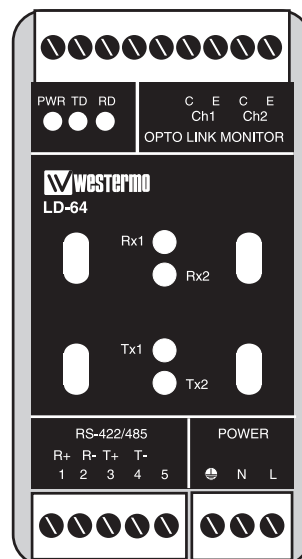 PWR TD RD
C E C E
Ch1 Ch2
OPTO LINK MONITOR
Westermo
LD-64
Rx1
Rx2
Tx1
Tx2
RS-422/485 POWER
R+ R- T+ T-
1 2 3 4 5 N L